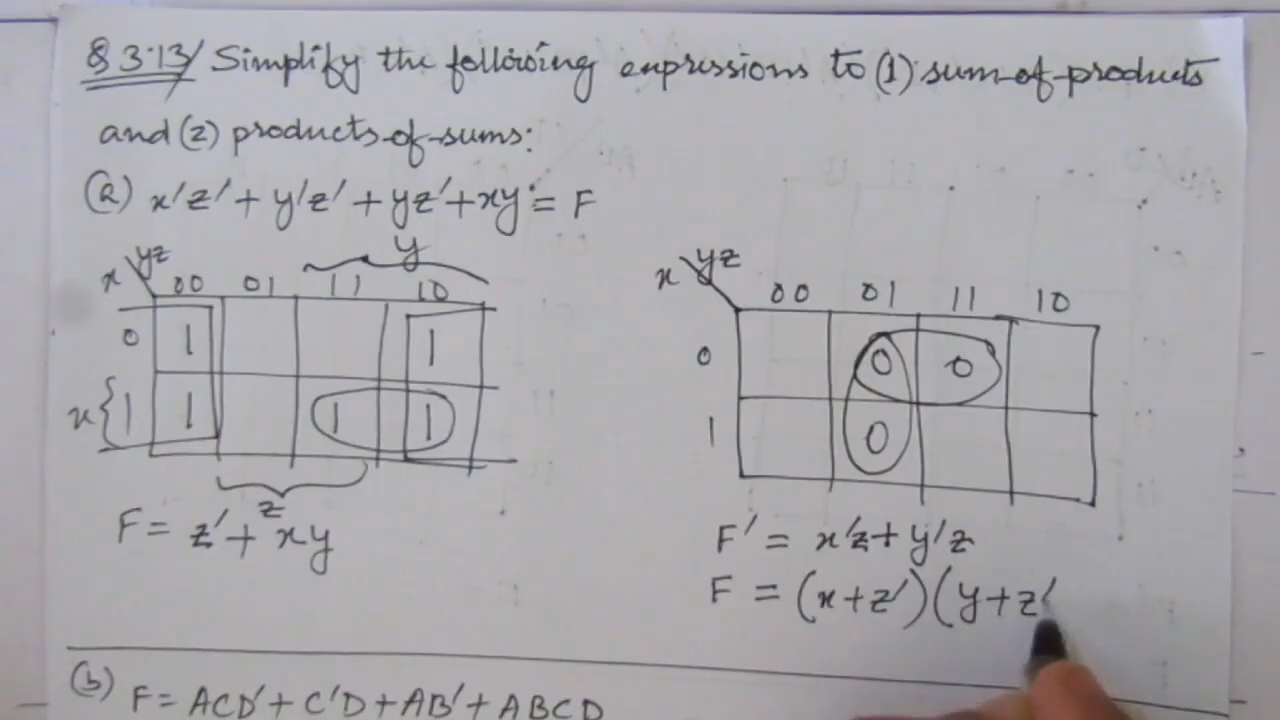 Q 3.13/ Simplify the following expressions to (1) sum-of-products
and (2) products-of-sums:
(a) x'z' + y'z' + yz' + xy = F
y
x yz 00 01 11 10
0 1 1
x { 1 1 1 1
z
F = z' + xy
x yz 00 01 11 10
0 0 0
1 0
F' = x'z + y'z
F = (x+z')(y+z'
(b) F = ACD' + C'D + AB' + ABCD